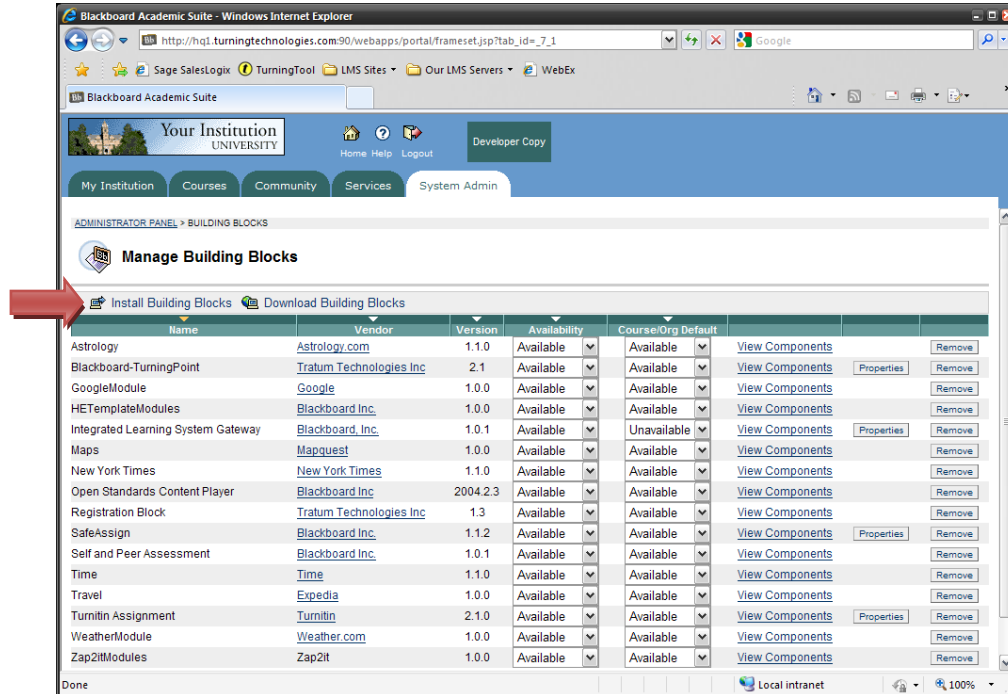 Blackboard Academic Suite - Windows Internet Explorer
http://hq1.turningtechnologies.com:90/webapps/portal/frameset.jsp?tab_id=_7_1 Google
Sage SalesLogix TurningTool LMS Sites Our LMS Servers WebEx
Blackboard Academic Suite
Your Institution
UNIVERSITY
Home Help Logout
Developer Copy
My Institution Courses Community Services System Admin
ADMINISTRATOR PANEL > BUILDING BLOCKS
Manage Building Blocks
Install Building Blocks Download Building Blocks
Name Vendor Version Availability Course/Org Default
Astrology Astrology.com 1.1.0 Available Available View Components Remove
Blackboard-TurningPoint Tratum Technologies Inc 2.1 Available Available View Components Properties Remove
GoogleModule Google 1.0.0 Available Available View Components Remove
HETemplateModules Blackboard Inc. 1.0.0 Available Available View Components Remove
Integrated Learning System Gateway Blackboard, Inc. 1.0.1 Available Unavailable View Components Properties Remove
Maps Mapquest 1.0.0 Available Available View Components Remove
New York Times New York Times 1.1.0 Available Available View Components Remove
Open Standards Content Player Blackboard Inc 2004.2.3 Available Available View Components Remove
Registration Block Tratum Technologies Inc 1.3 Available Available View Components Remove
SafeAssign Blackboard Inc. 1.1.2 Available Available View Components Properties Remove
Self and Peer Assessment Blackboard Inc. 1.0.1 Available Available View Components Remove
Time Time 1.1.0 Available Available View Components Remove
Travel Expedia 1.0.0 Available Available View Components Remove
Turnitin Assignment Turnitin 2.1.0 Available Available View Components Properties Remove
WeatherModule Weather.com 1.0.0 Available Available View Components Remove
Zap2itModules Zap2it 1.0.0 Available Available View Components Remove
Done Local intranet 100%